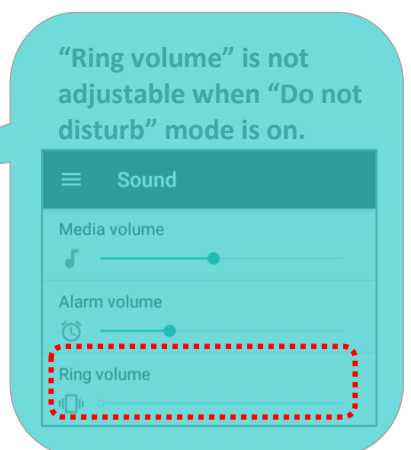 “Ring volume” is not
adjustable when “Do not
disturb” mode is on.
Sound
Media volume
Alarm volume
Ring volume